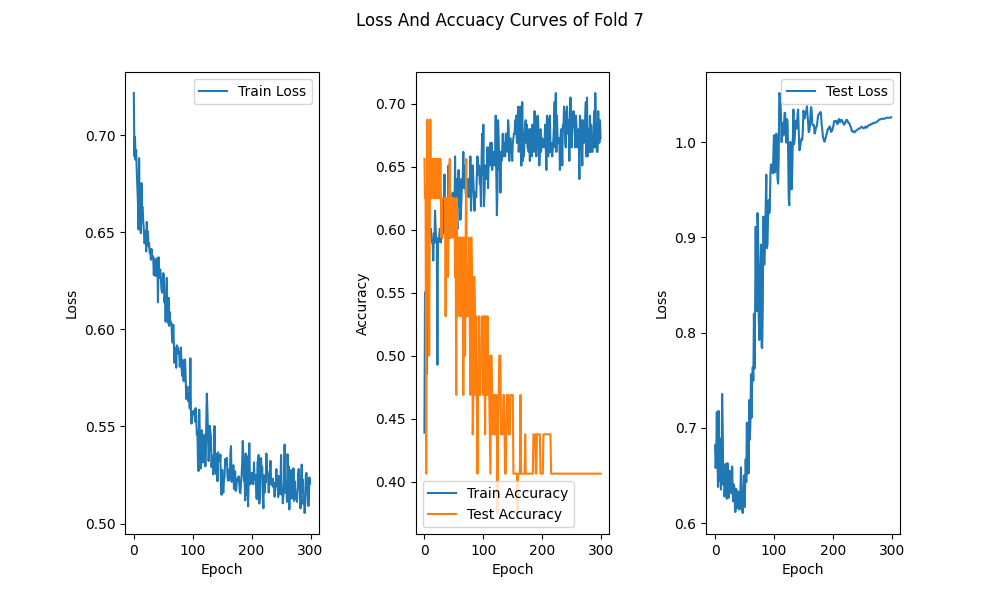 Loss And Accuacy Curves of Fold 7
Train Loss
0.70
0.65
0.60
0.55
0.50
Loss
0
100
200
300
Epoch
0.70
0.65
0.60
0.55
0.50
0.45
0.40
Accuracy
Train Accuracy
Test Accuracy
0
100
200
300
Epoch
Test Loss
1.0
0.9
0.8
0.7
0.6
Loss
0
100
200
300
Epoch